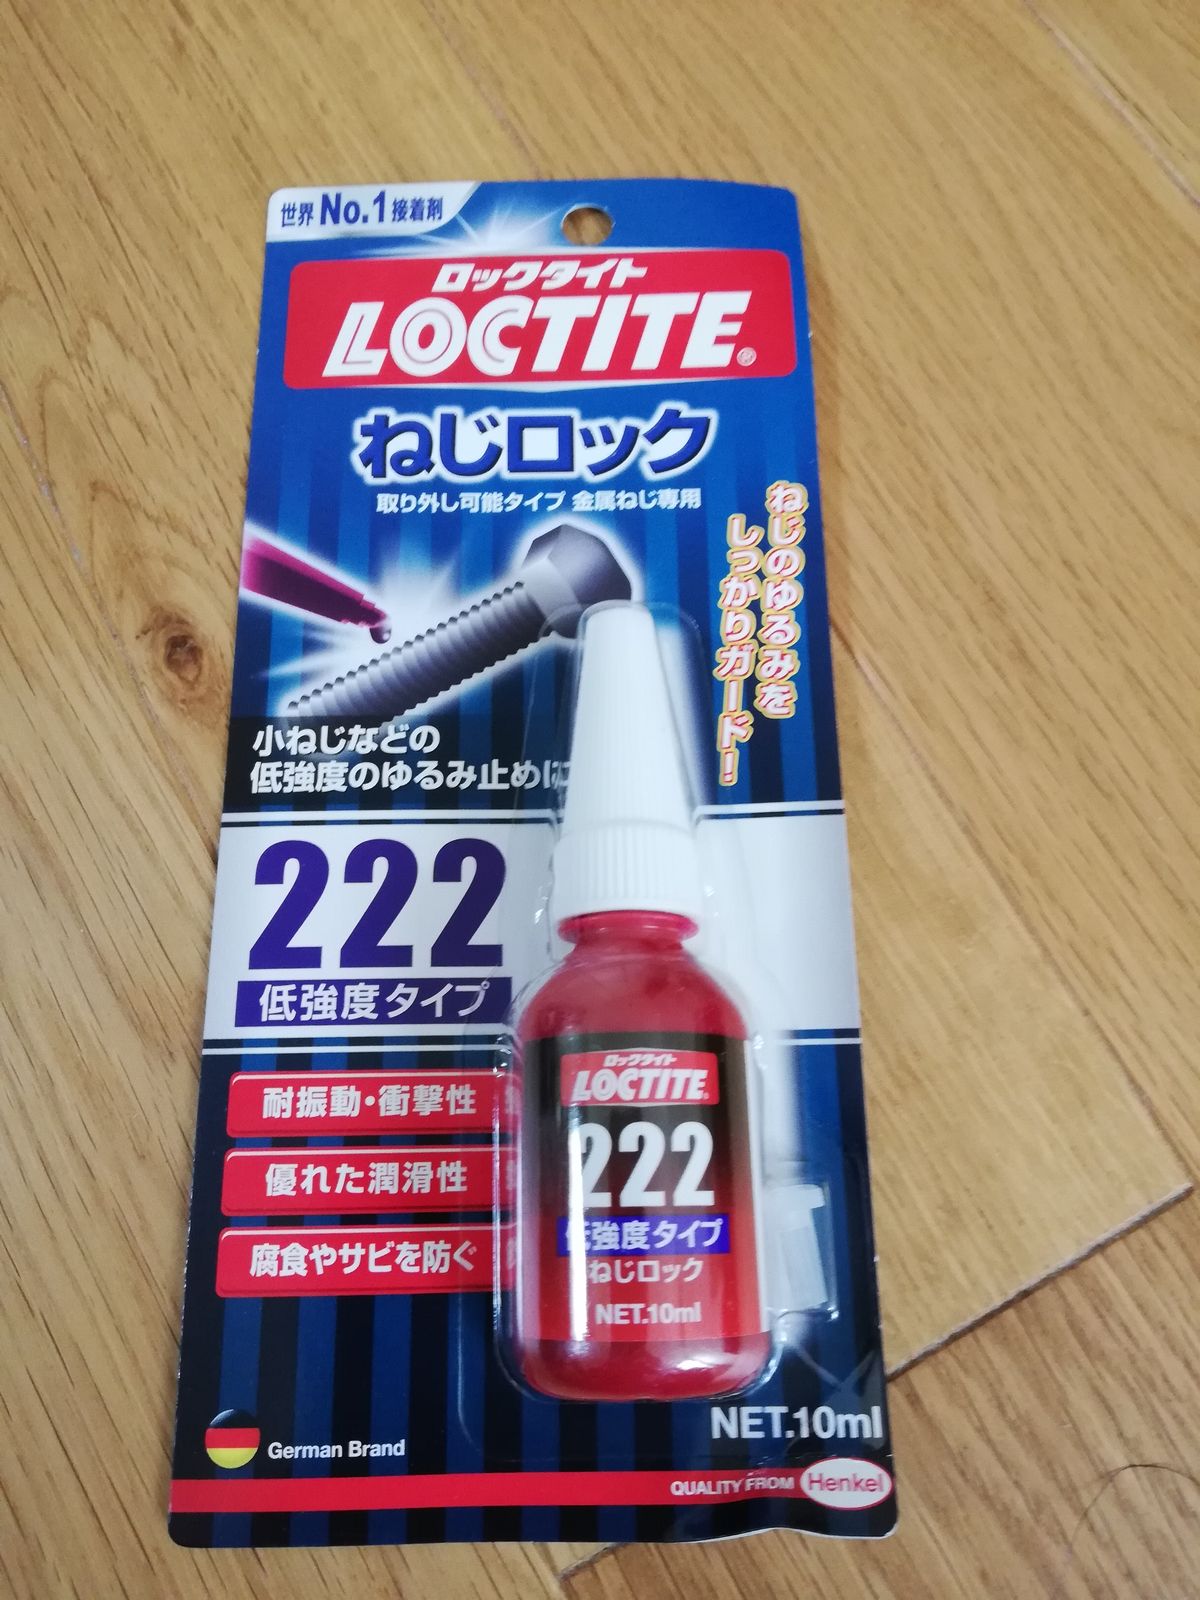 世界No.1接着剤
ロックタイト
LOCTITE®
ねじロック
取り外し可能タイプ 金属ねじ専用
ねじのゆるみを
しっかりガード!
小ねじなどの
低強度のゆるみ止めに
222
低強度タイプ
耐振動・衝撃性
優れた潤滑性
腐食やサビを防ぐ
ロックタイト
LOCTITE®
222
低強度タイプ
ねじロック
NET.10ml
NET.10ml
German Brand
QUALITY FROM Henkel